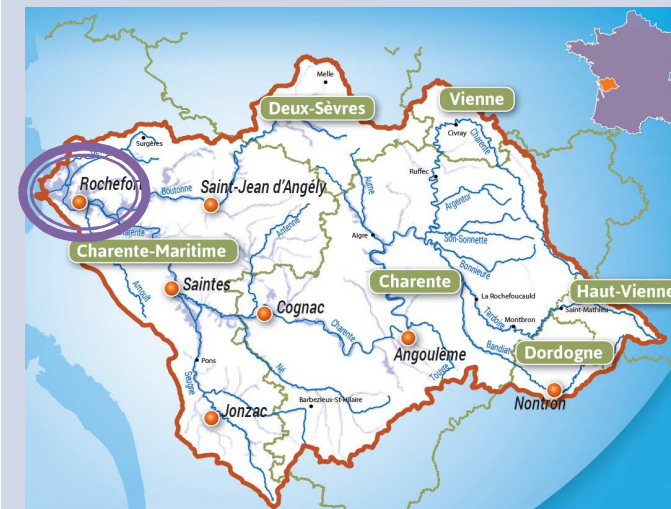 Melle
Deux-Sèvres
Vienne
Civray
Charente
Surgères
Rochefort
Boutonne
Saint-Jean d'Angély
Aume
Ruffec
Argentor
Antenne
Aigre
Son-Sonnette
Charente
Charente-Maritime
Bonnieure
Arnoult
Saintes
Charente
La Rochefoucauld
Haut-Vienne
Saint-Mathieu
Cognac
Tardoire
Montbron
Charente
Angoulême
Bandiat
Dordogne
Pons
Né
Touvre
Seugne
Nontron
Jonzac
Barbezieux-St-Hilaire